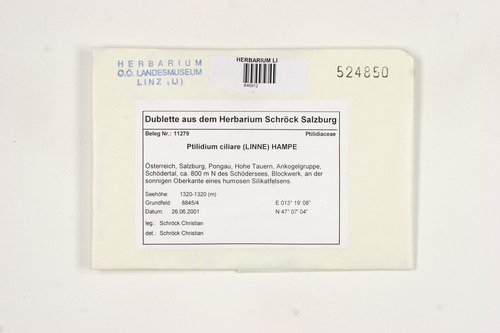 HERBARIUM
O.Ö. LANDESMUSEUM
LINZ (LI)
HERBARIUM LI
646912
524850
Dublette aus dem Herbarium Schröck Salzburg
Beleg Nr.: 11279 Ptilidiaceae
Ptilidium ciliare (LINNE) HAMPE
Österreich, Salzburg, Pongau, Hohe Tauern, Ankogelgruppe,
Schödertal, ca. 800 m N des Schödersees, Blockwerk, an der
sonnigen Oberkante eines humosen Silikatfelsens.
Seehöhe: 1320-1320 (m)
Grundfeld: 8845/4 E 013° 19' 08"
Datum: 26.06.2001 N 47° 07' 04"
leg.: Schröck Christian
det.: Schröck Christian